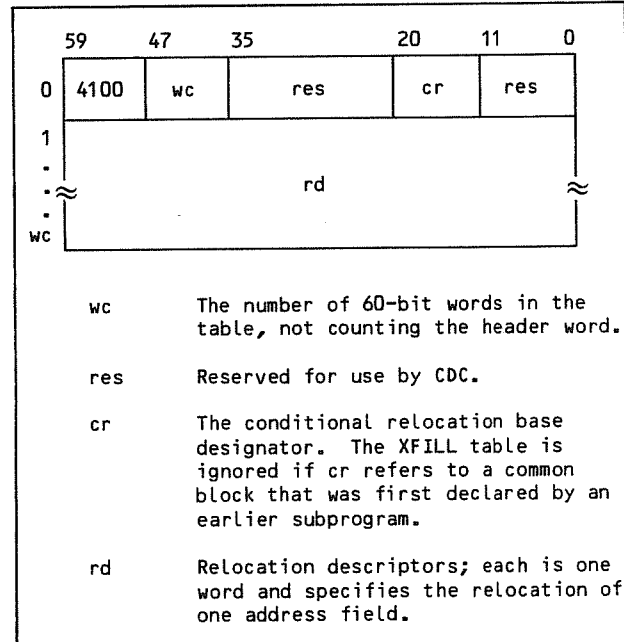 59 47 35 20 11 0
0 4100 wc res cr res
1
.
. rd
.
wc
wc The number of 60-bit words in the
table, not counting the header word.
res Reserved for use by CDC.
cr The conditional relocation base
designator. The XFILL table is
ignored if cr refers to a common
block that was first declared by an
earlier subprogram.
rd Relocation descriptors; each is one
word and specifies the relocation of
one address field.